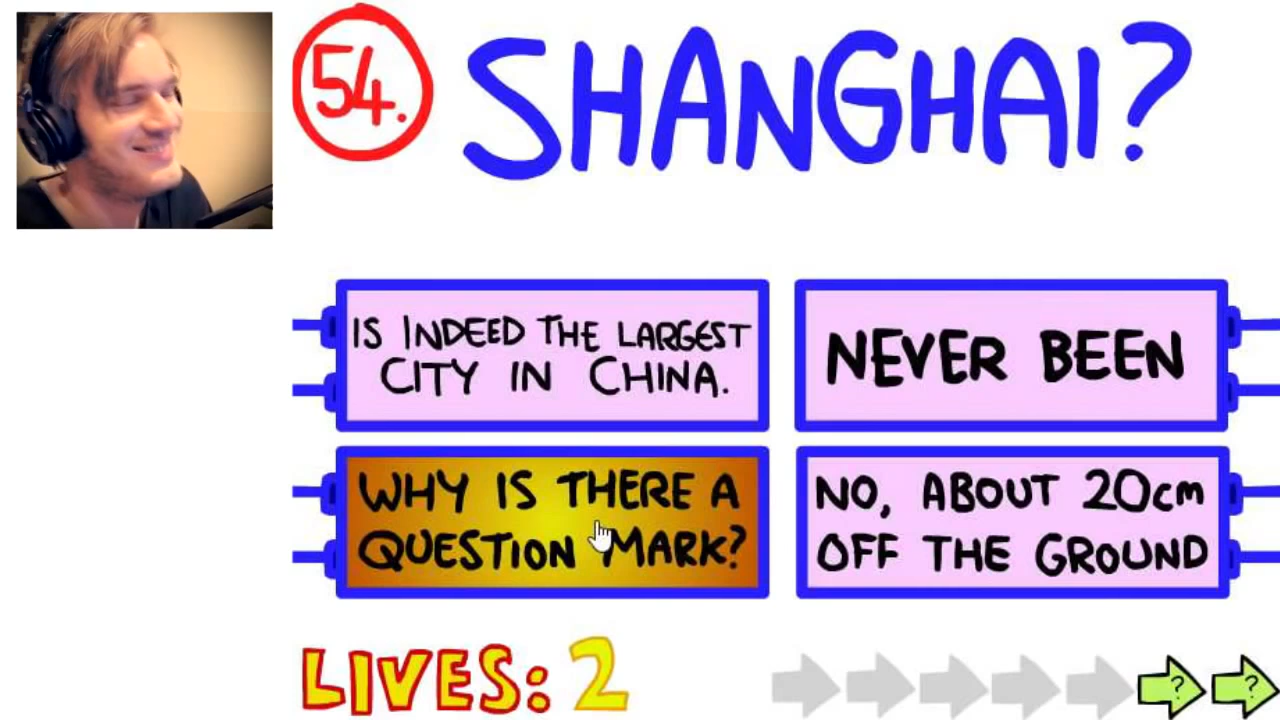 54.
SHANGHAI?
IS INDEED THE LARGEST
CITY IN CHINA.
NEVER BEEN
WHY IS THERE A
QUESTION MARK?
NO, ABOUT 20cm
OFF THE GROUND
LIVES: 2
? ?